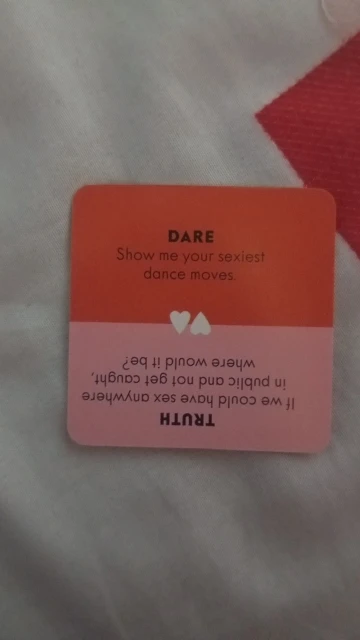 DARE
Show me your sexiest
dance moves.
TRUTH
If we could have sex anywhere
in public and not get caught,
where would it be?